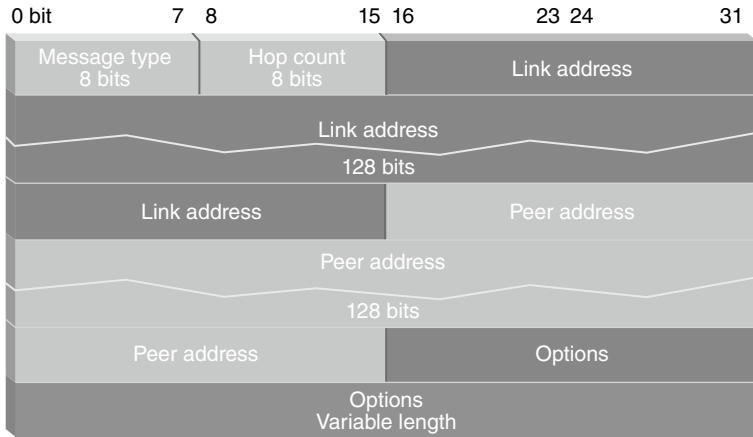 0 bit 7 8 15 16 23 24 31
Message type
8 bits
Hop count
8 bits
Link address
Link address
128 bits
Link address
Peer address
Peer address
128 bits
Peer address
Options
Options
Variable length